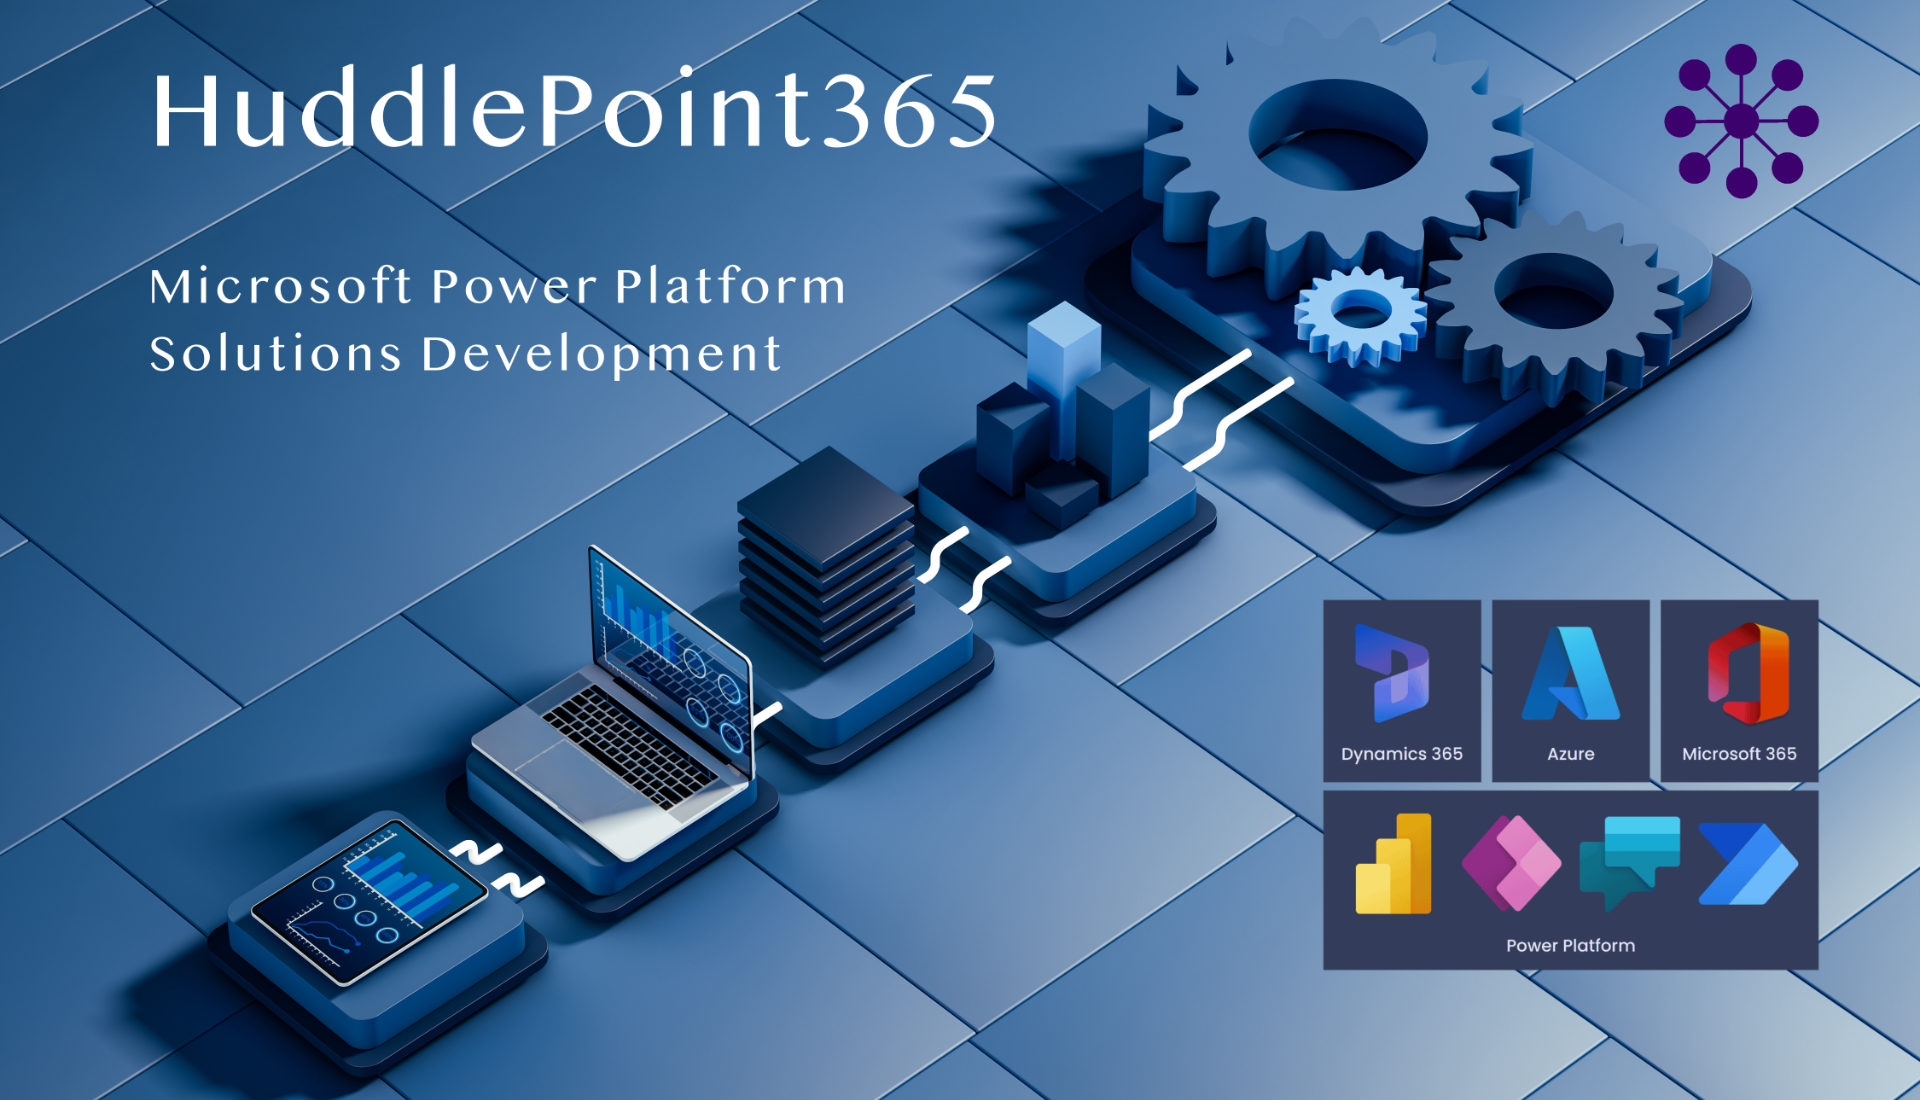 HuddlePoint365
Microsoft Power Platform
Solutions Development
Dynamics 365
Azure
Microsoft 365
Power Platform